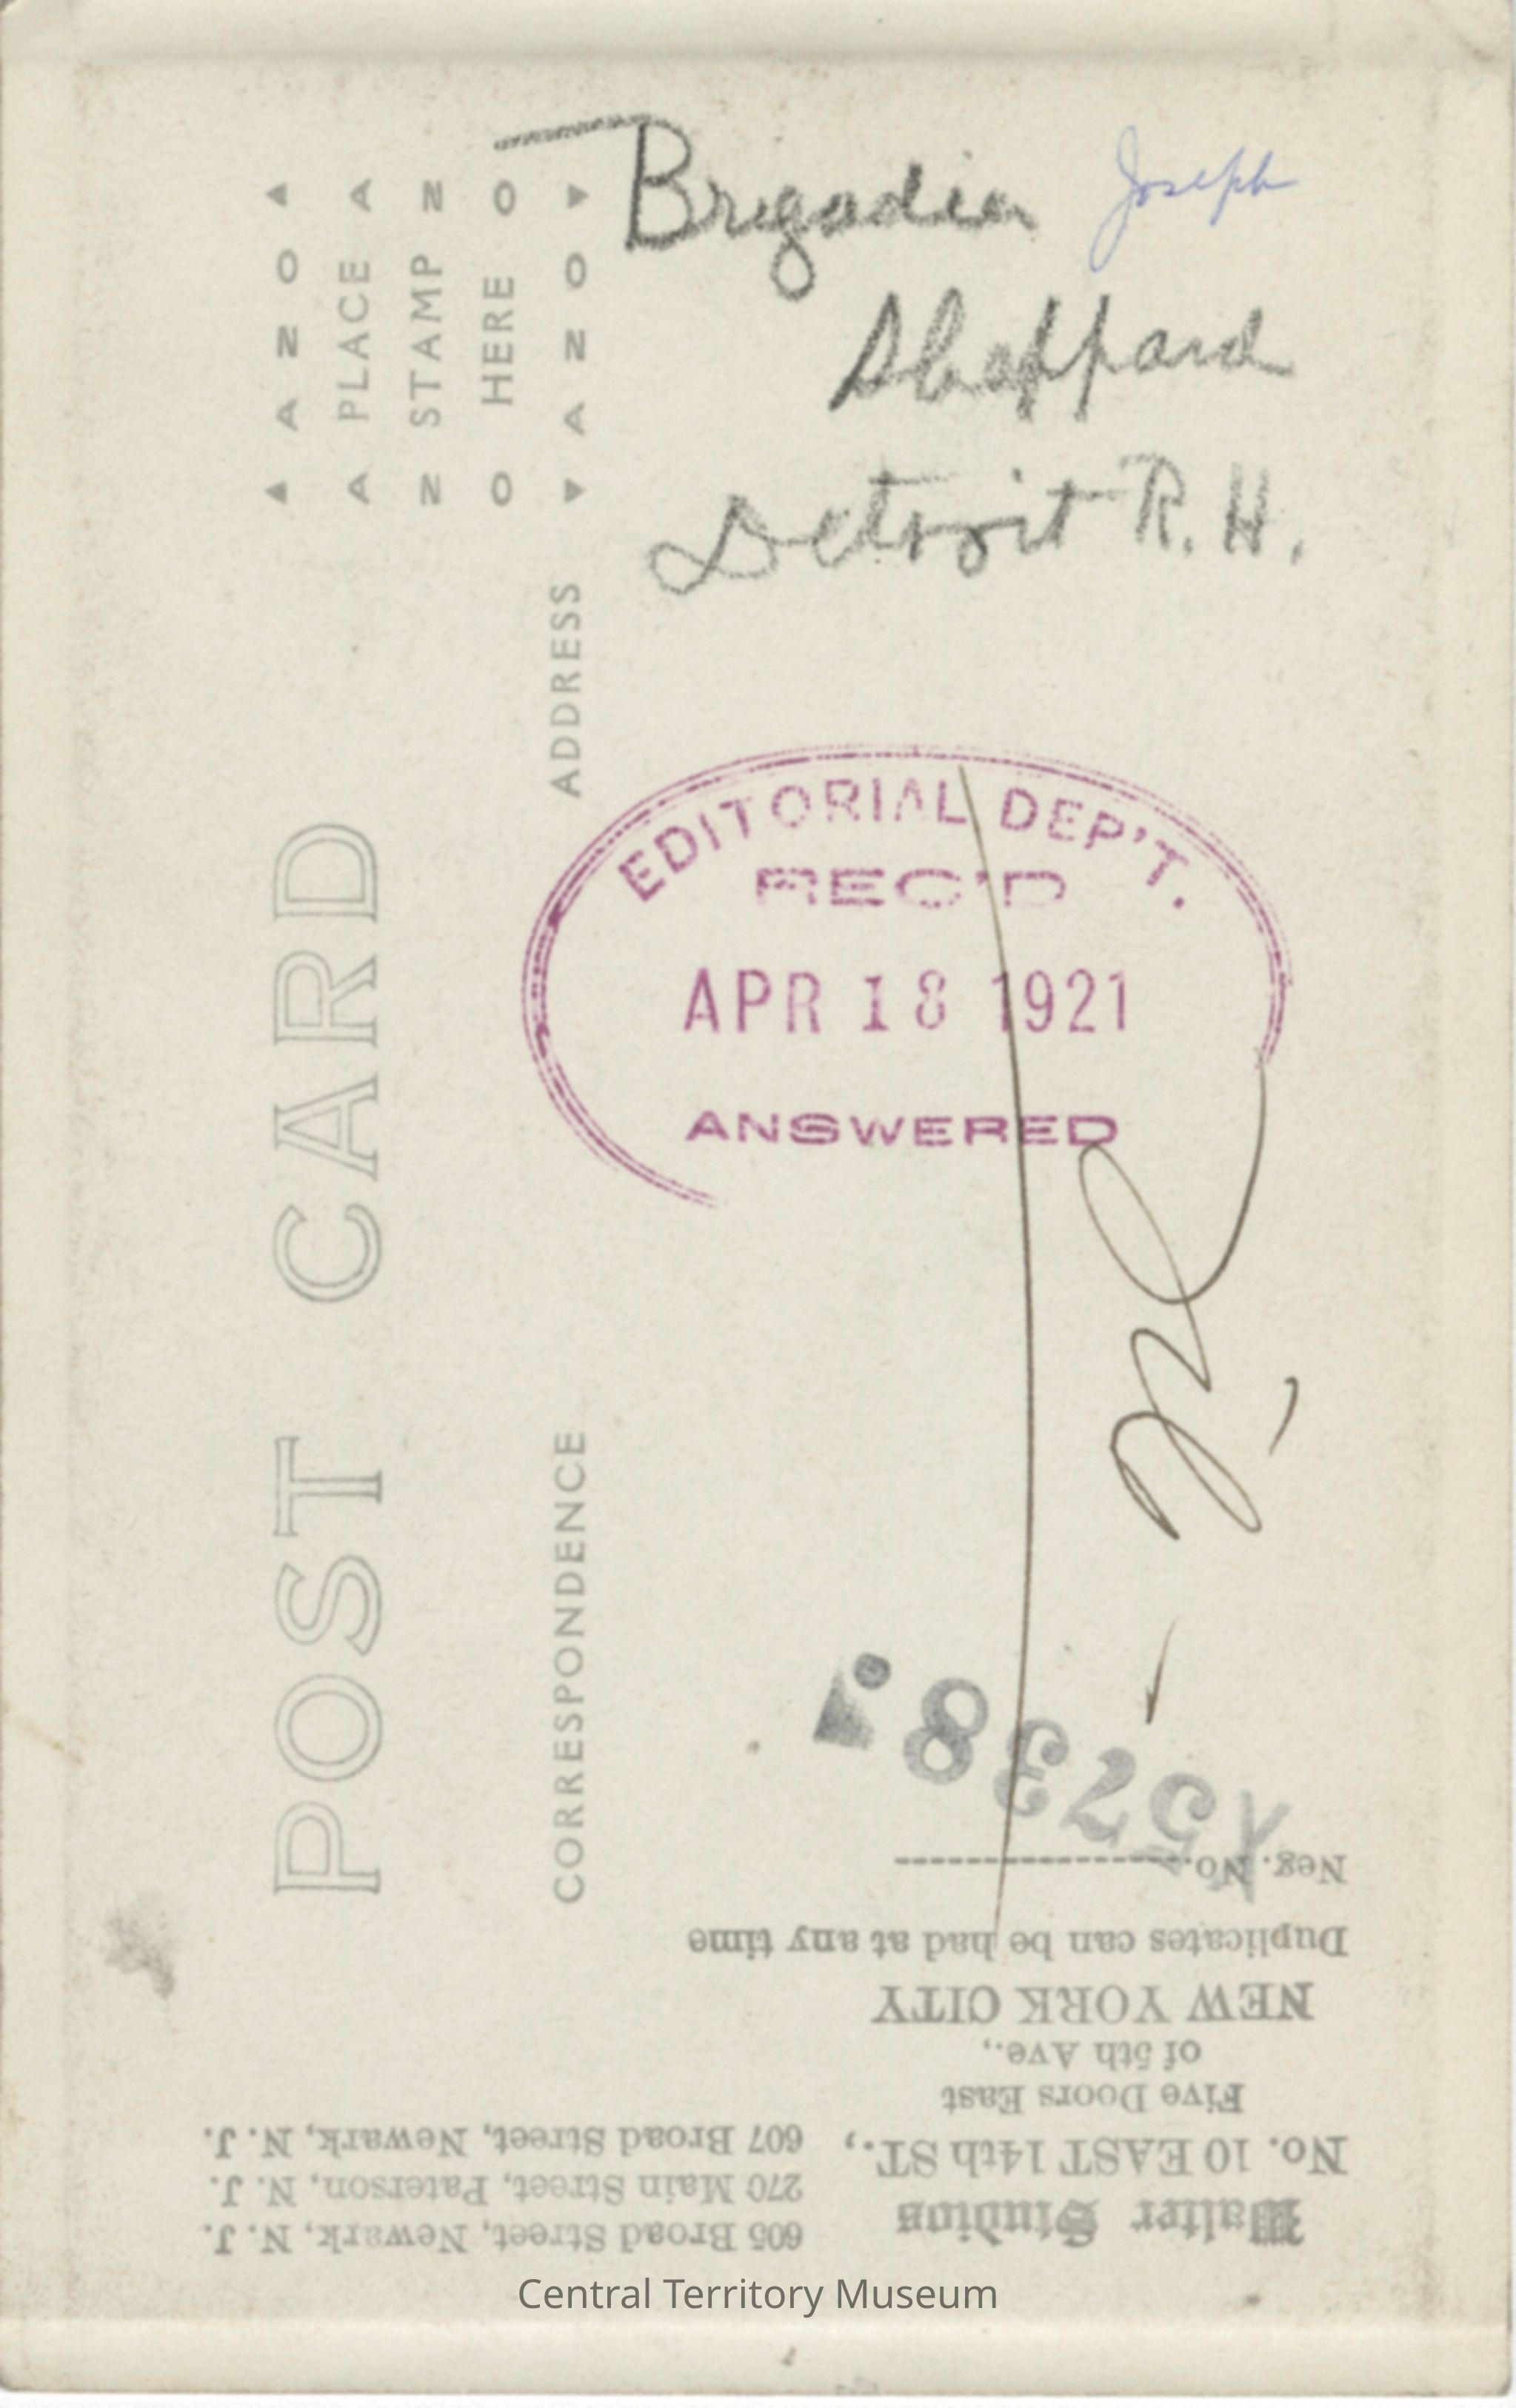 Brigadier Joseph
Sheppard
Detroit R. H.
▲ A Z O ▲
A PLACE A
Z STAMP Z
O HERE O
▼ A Z O ▼
POST CARD
CORRESPONDENCE
ADDRESS
EDITORIAL DEP'T.
REC'D
APR 18 1921
ANSWERED
Walter Studios
No. 10 EAST 14th ST.,
Five Doors East
of 5th Ave.,
NEW YORK CITY
Duplicates can be had at any time
Neg. No.
605 Broad Street, Newark, N. J.
270 Main Street, Paterson, N. J.
607 Broad Street, Newark, N. J.
Central Territory Museum